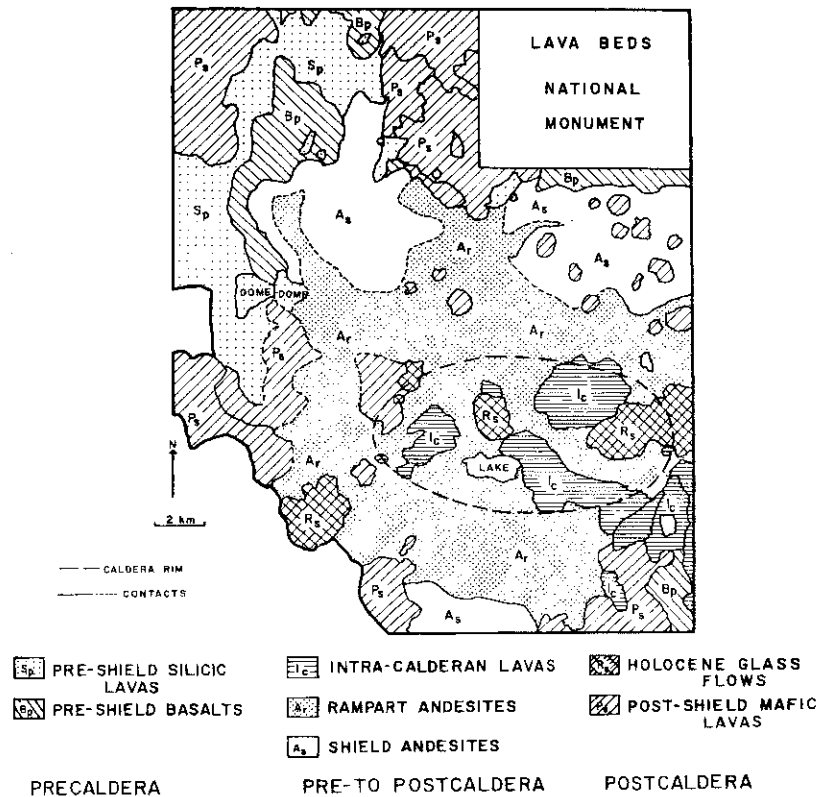 LAVA BEDS
NATIONAL
MONUMENT
Bp
Ps
Ps
Sp
Ps
Bp
Ps
Bp
Sp
As
As
Ar
As
DOME
DOME
Ar
Ar
Ps
Ic
Ps
Rs
Rs
Ic
N
Ar
LAKE
Ic
2 km
Rs
Ic
Ar
CALDERA RIM
CONTACTS
Ps
As
Ic
Ps
Bp
Sp PRE-SHIELD SILICIC
LAVAS
Bp PRE-SHIELD BASALTS
Ic INTRA-CALDERAN LAVAS
Ar RAMPART ANDESITES
As SHIELD ANDESITES
Rs HOLOCENE GLASS
FLOWS
Ps POST-SHIELD MAFIC
LAVAS
PRECALDERA
PRE-TO POSTCALDERA
POSTCALDERA